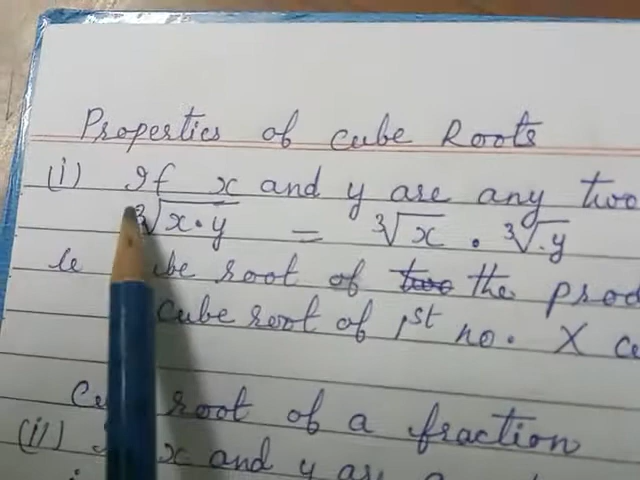 Properties of Cube Roots
(i) If x and y are any two
∛x·y = ∛x · ∛·y
ie be root of two the prod
cube root of 1st no. X c
root of a fraction
(ii) x and y are